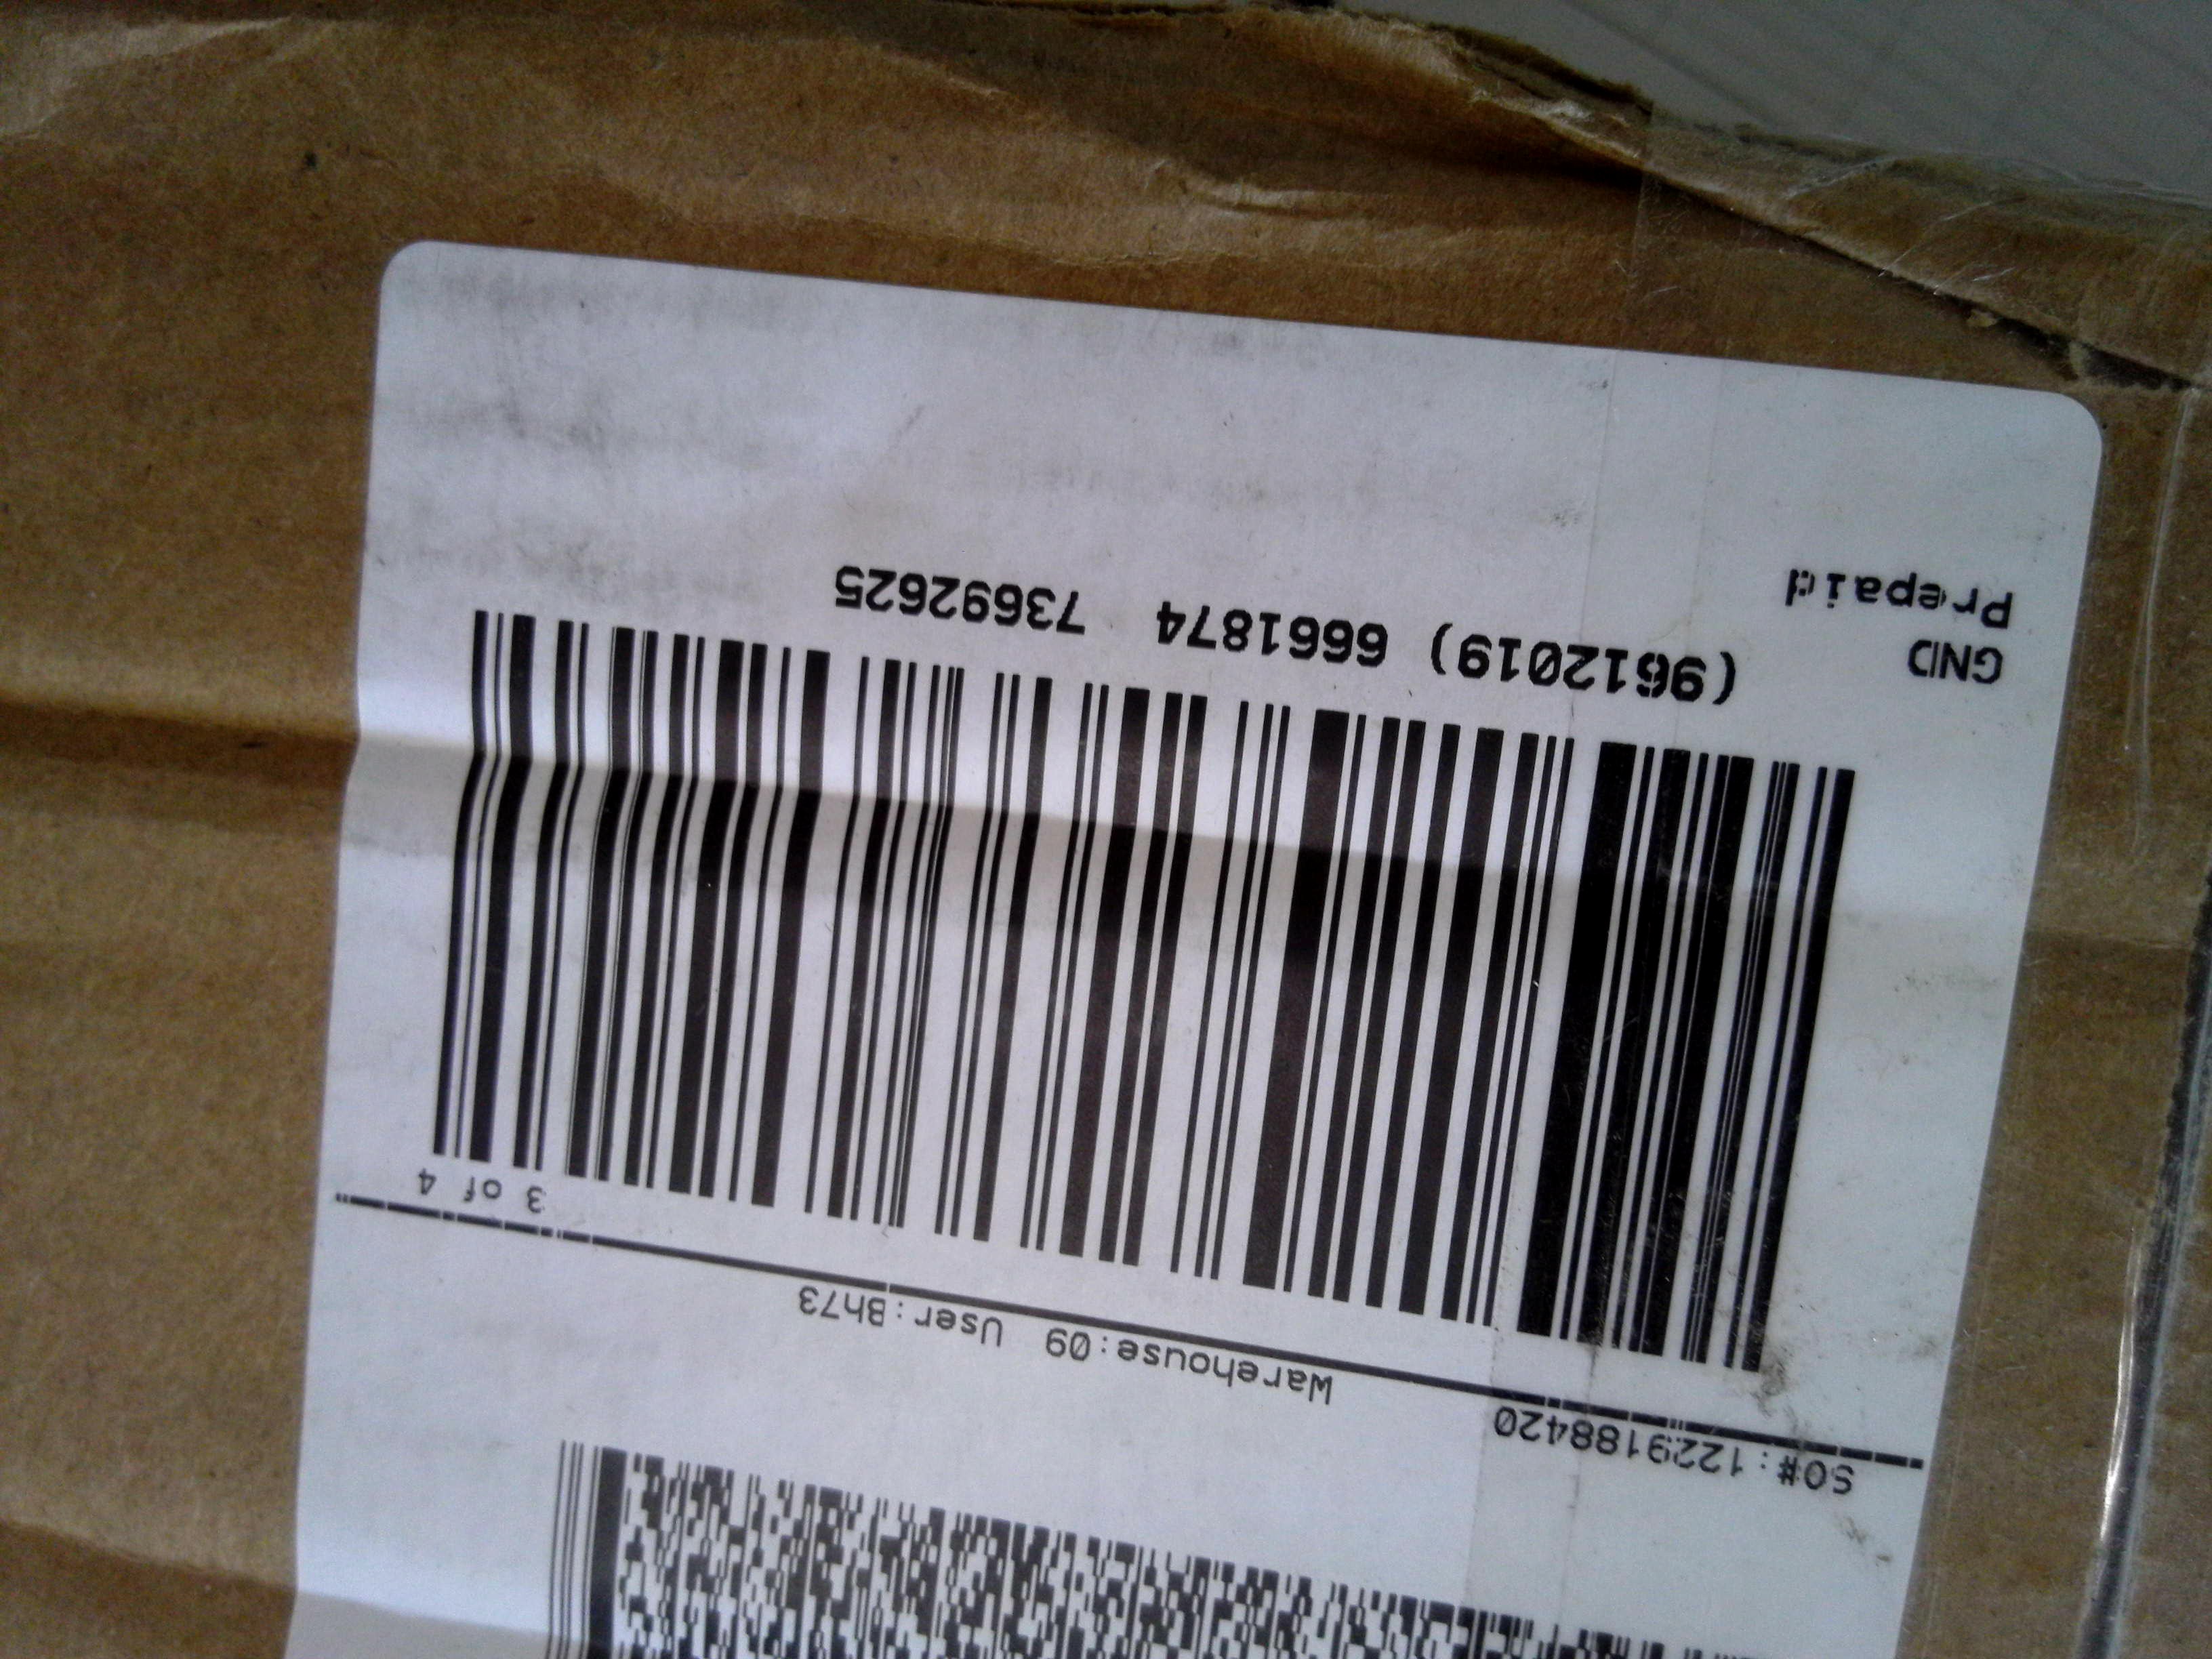 SO#:1229188420
Warehouse:09 User:Bh73
3 of 4
GND
Prepaid
(9612019) 6661874 73692625